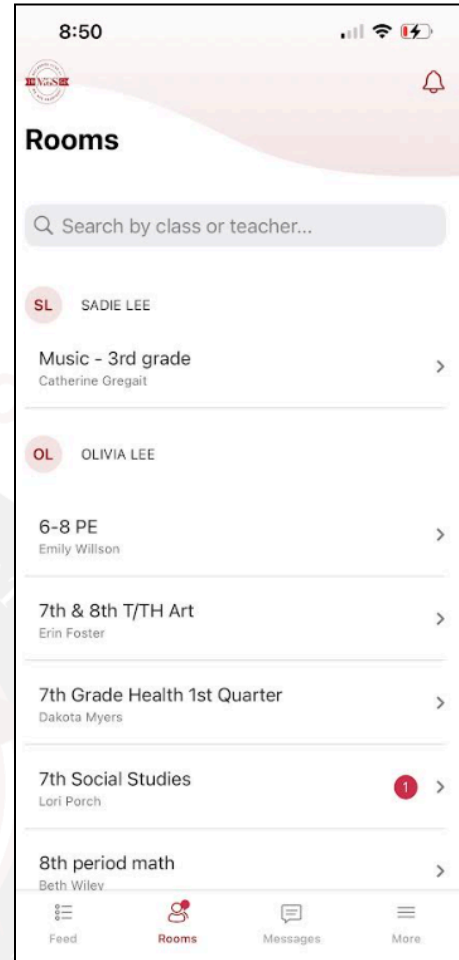 8:50
Rooms
Search by class or teacher...
SL SADIE LEE
Music - 3rd grade
Catherine Gregait
OL OLIVIA LEE
6-8 PE
Emily Willson
7th & 8th T/TH Art
Erin Foster
7th Grade Health 1st Quarter
Dakota Myers
7th Social Studies
1
Lori Porch
8th period math
Beth Wiley
Feed Rooms Messages More